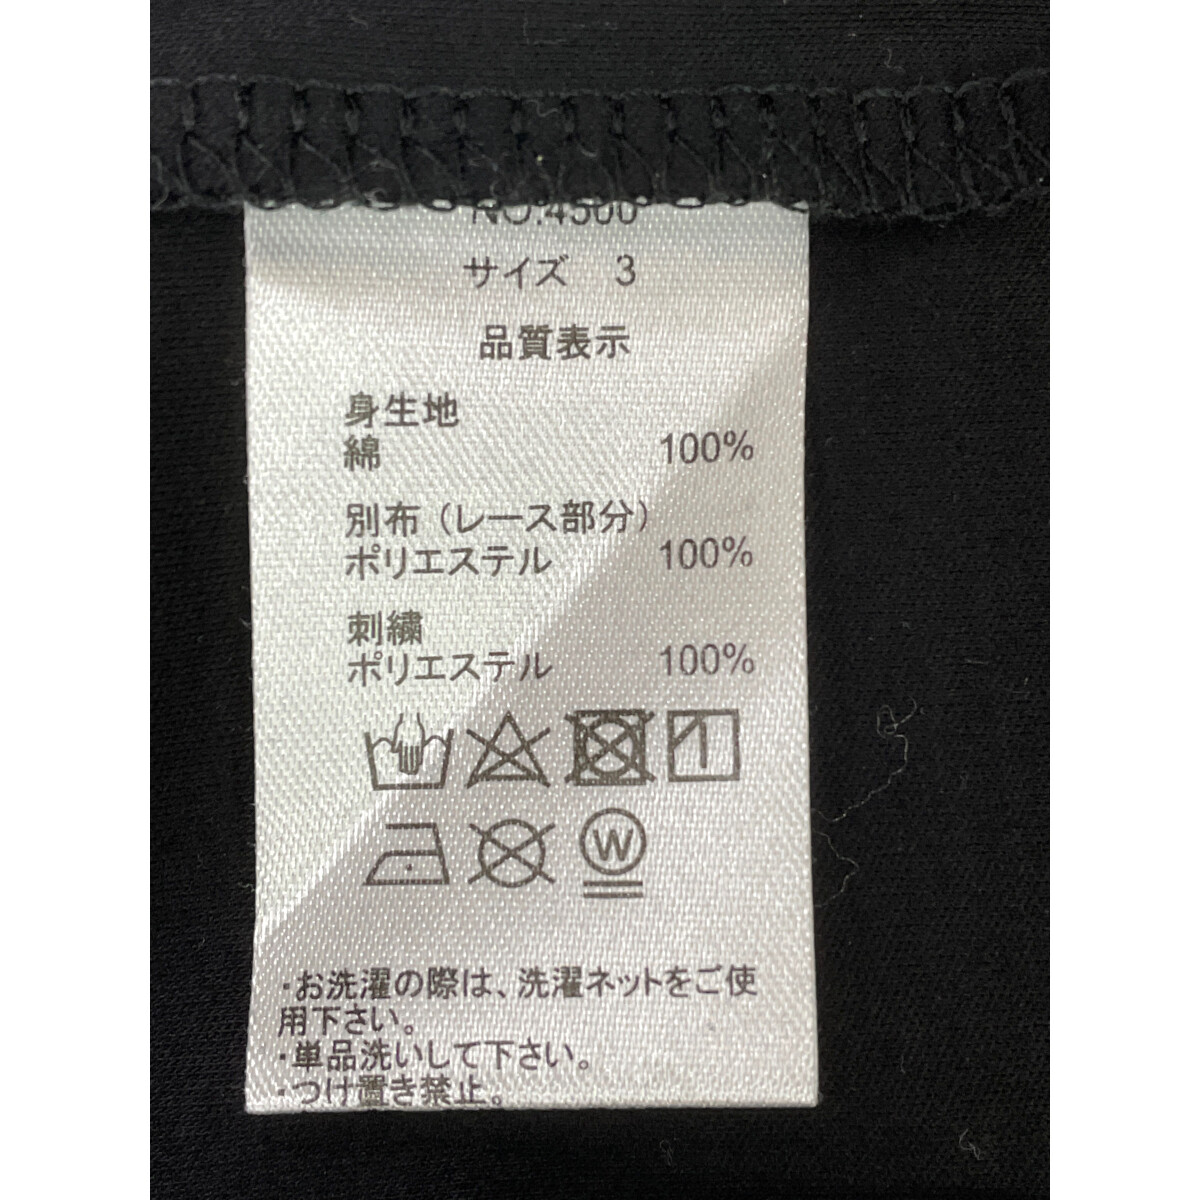 NO.4500
サイズ 3
品質表示
身生地
綿 100%
別布（レース部分）
ポリエステル 100%
刺繍
ポリエステル 100%
W
・お洗濯の際は、洗濯ネットをご使
用下さい。
・単品洗いして下さい。
・つけ置き禁止。